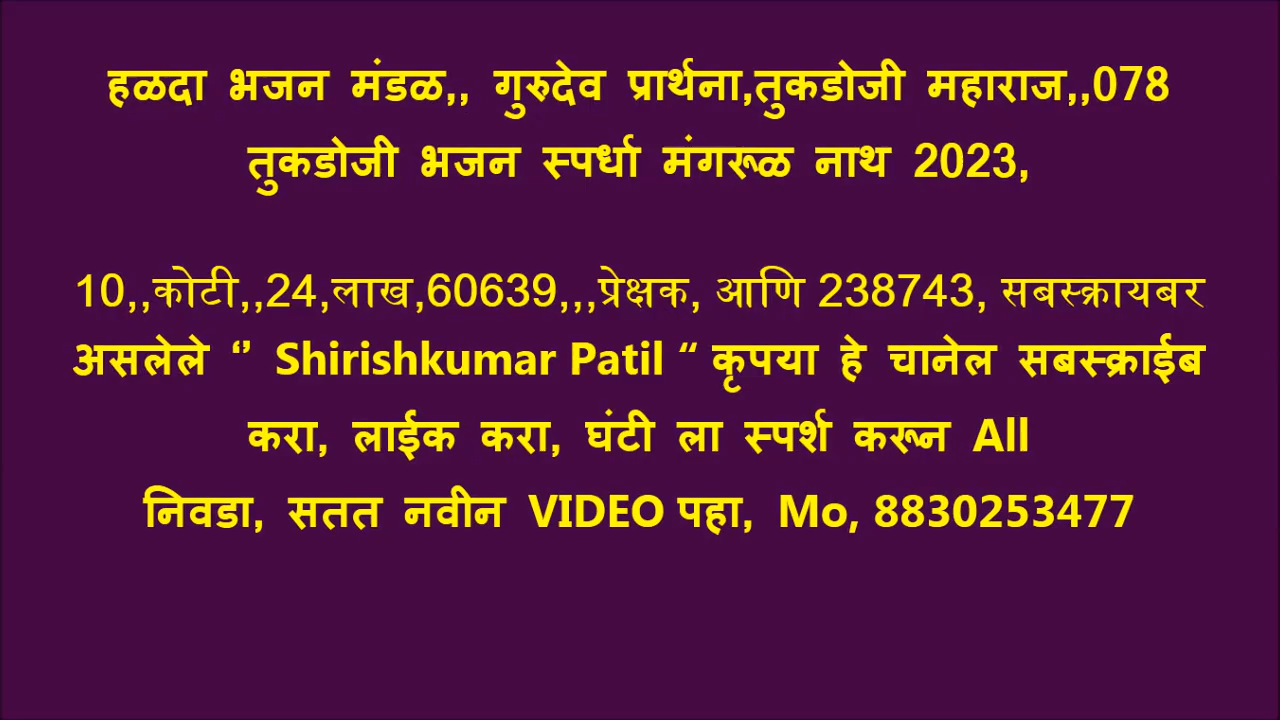 हळदा भजन मंडळ,, गुरुदेव प्रार्थना,तुकडोजी महाराज,,078
तुकडोजी भजन स्पर्धा मंगरूळ नाथ 2023,
10,,कोटी,,24,लाख,60639,,,प्रेक्षक, आणि 238743, सबस्क्रायबर
असलेले “ Shirishkumar Patil “ कृपया हे चानेल सबस्क्राईब
करा, लाईक करा, घंटी ला स्पर्श करून All
निवडा, सतत नवीन VIDEO पहा, Mo, 8830253477